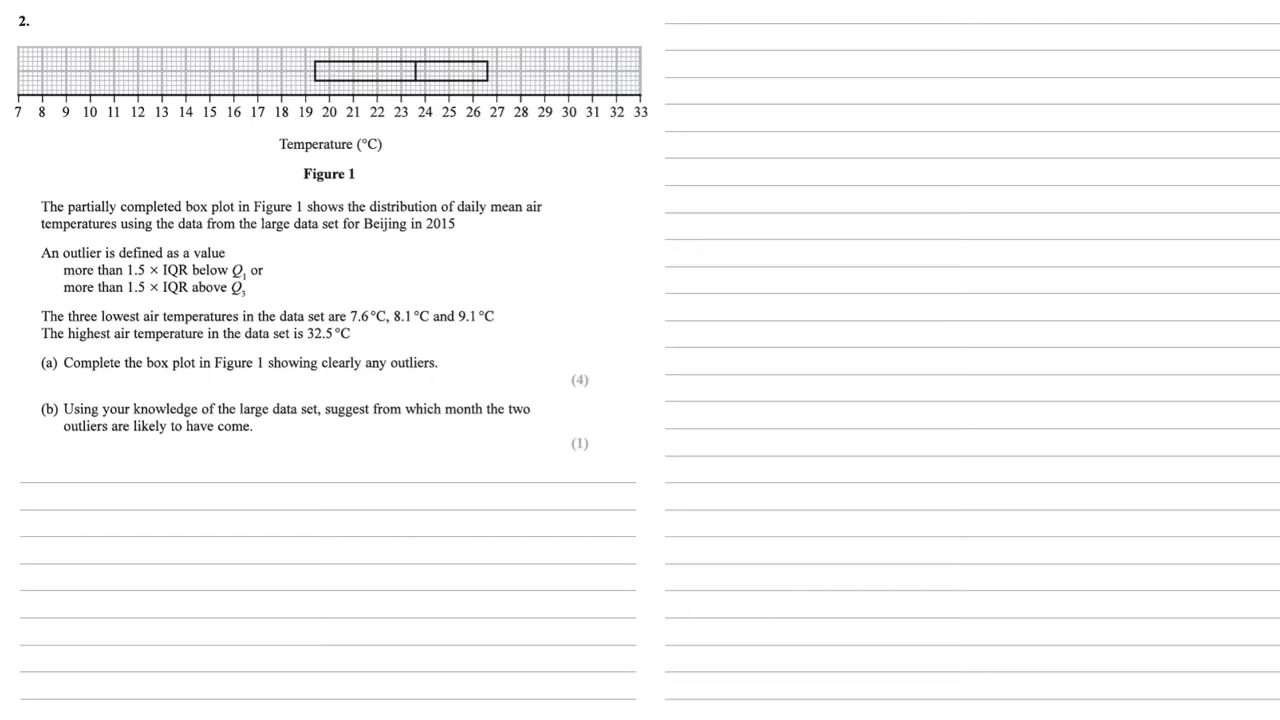 2.
7 8 9 10 11 12 13 14 15 16 17 18 19 20 21 22 23 24 25 26 27 28 29 30 31 32 33
Temperature (°C)
Figure 1
The partially completed box plot in Figure 1 shows the distribution of daily mean air
temperatures using the data from the large data set for Beijing in 2015
An outlier is defined as a value
more than 1.5 × IQR below Q₁ or
more than 1.5 × IQR above Q₃
The three lowest air temperatures in the data set are 7.6 °C, 8.1 °C and 9.1 °C
The highest air temperature in the data set is 32.5 °C
(a) Complete the box plot in Figure 1 showing clearly any outliers.
(4)
(b) Using your knowledge of the large data set, suggest from which month the two
outliers are likely to have come.
(1)